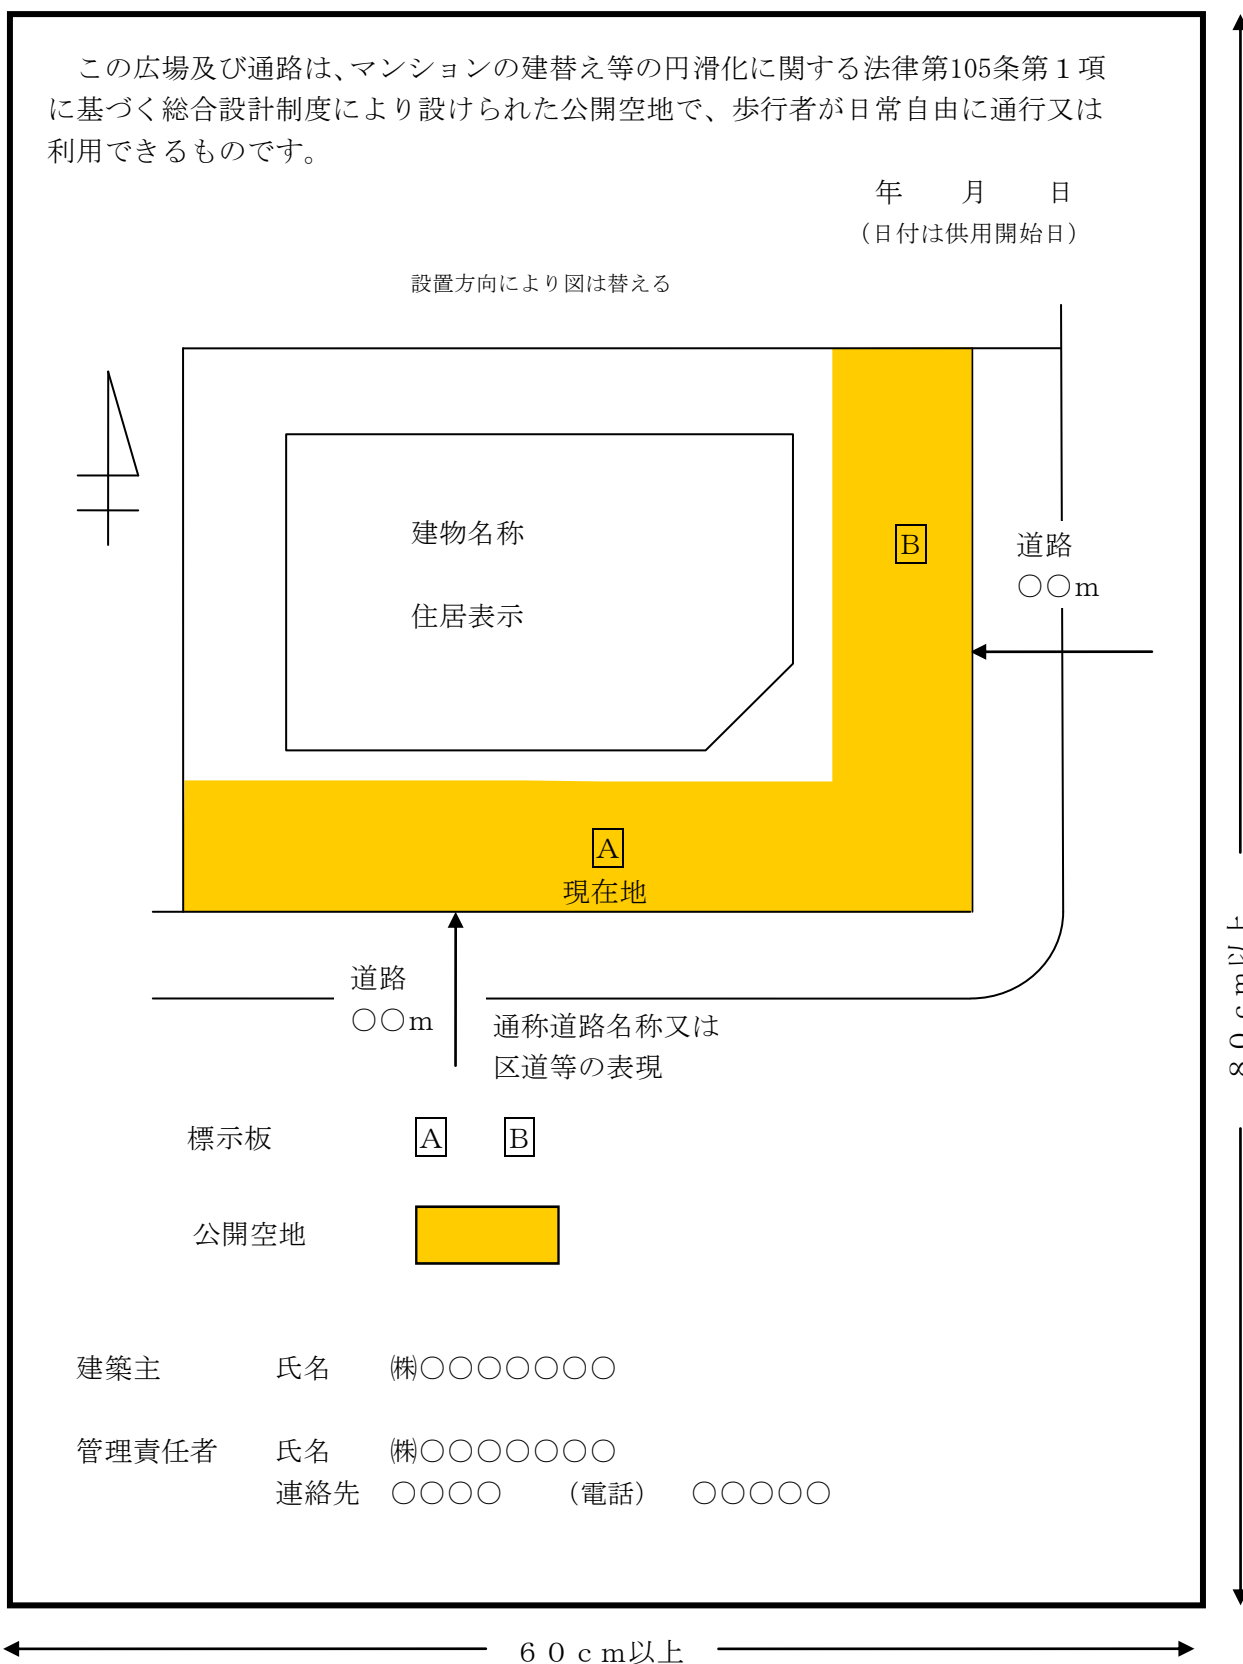 この広場及び通路は、マンションの建替え等の円滑化に関する法律第105条第１項
に基づく総合設計制度により設けられた公開空地で、歩行者が日常自由に通行又は
利用できるものです。
年　　月　　日
（日付は供用開始日）
設置方向により図は替える
建物名称
住居表示
B
道路
〇〇ｍ
A
現在地
道路
〇〇ｍ
通称道路名称又は
区道等の表現
標示板　A　B
公開空地
建築主　氏名　㈱〇〇〇〇〇〇〇
管理責任者　氏名　㈱〇〇〇〇〇〇〇
連絡先　〇〇〇〇　（電話）　〇〇〇〇〇
８０ｃｍ以上
６０ｃｍ以上